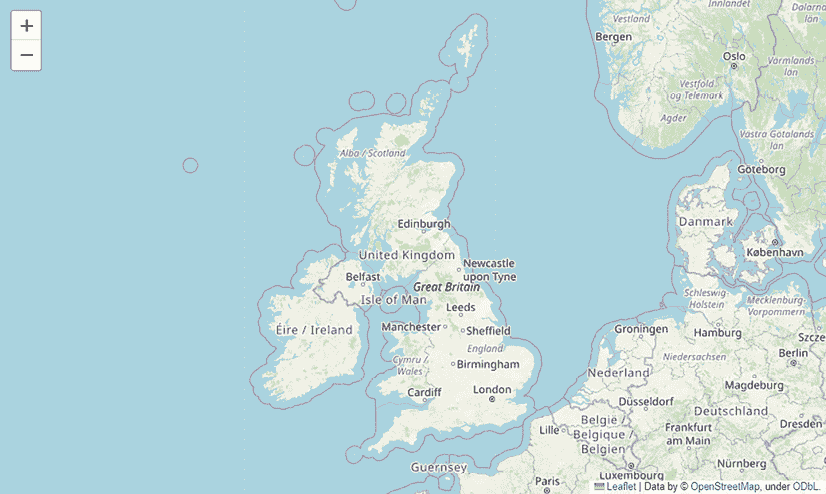 +
−
Vestland
Innlandet
Dalarnas
län
Bergen
Oslo
Värmlands
län
Vestfold
og Telemark
Agder
Västra Götalands
län
Göteborg
Alba / Scotland
Edinburgh
Danmark
København
United Kingdom
Newcastle
upon Tyne
Belfast
Great Britain
Isle of Man
Leeds
Schleswig-
Holstein
Mecklenburg-
Vorpommern
Éire / Ireland
Manchester
Sheffield
Groningen
Hamburg
Szcze
England
Cymru /
Wales
Birmingham
Niedersachsen
Berlin
Nederland
Cardiff
London
Magdeburg
Düsseldorf
Deutschland
Lille
België /
Belgique /
Belgien
Frankfurt
am Main
Dresden
Guernsey
Luxembourg
Nürnberg
Paris
Leaflet | Data by © OpenStreetMap, under ODbL.